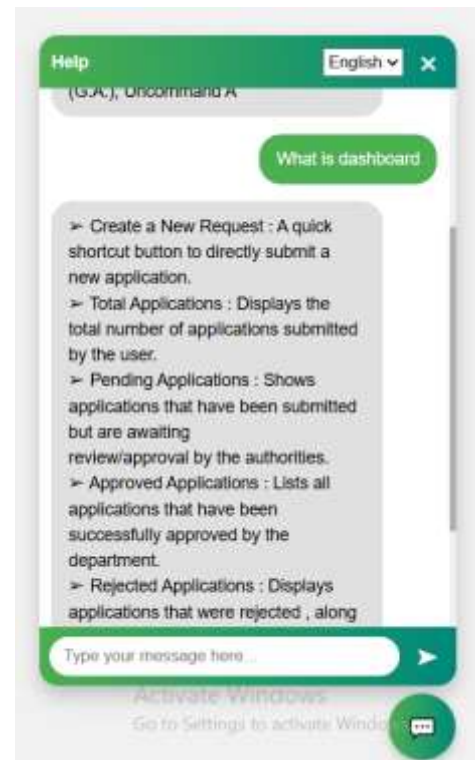 Help English ×
(G.A.), Uncommand A
What is dashboard
➢ Create a New Request : A quick
shortcut button to directly submit a
new application.
➢ Total Applications : Displays the
total number of applications submitted
by the user.
➢ Pending Applications : Shows
applications that have been submitted
but are awaiting
review/approval by the authorities.
➢ Approved Applications : Lists all
applications that have been
successfully approved by the
department.
➢ Rejected Applications : Displays
applications that were rejected , along
Type your message here...
Activate Windows
Go to Settings to activate Windo